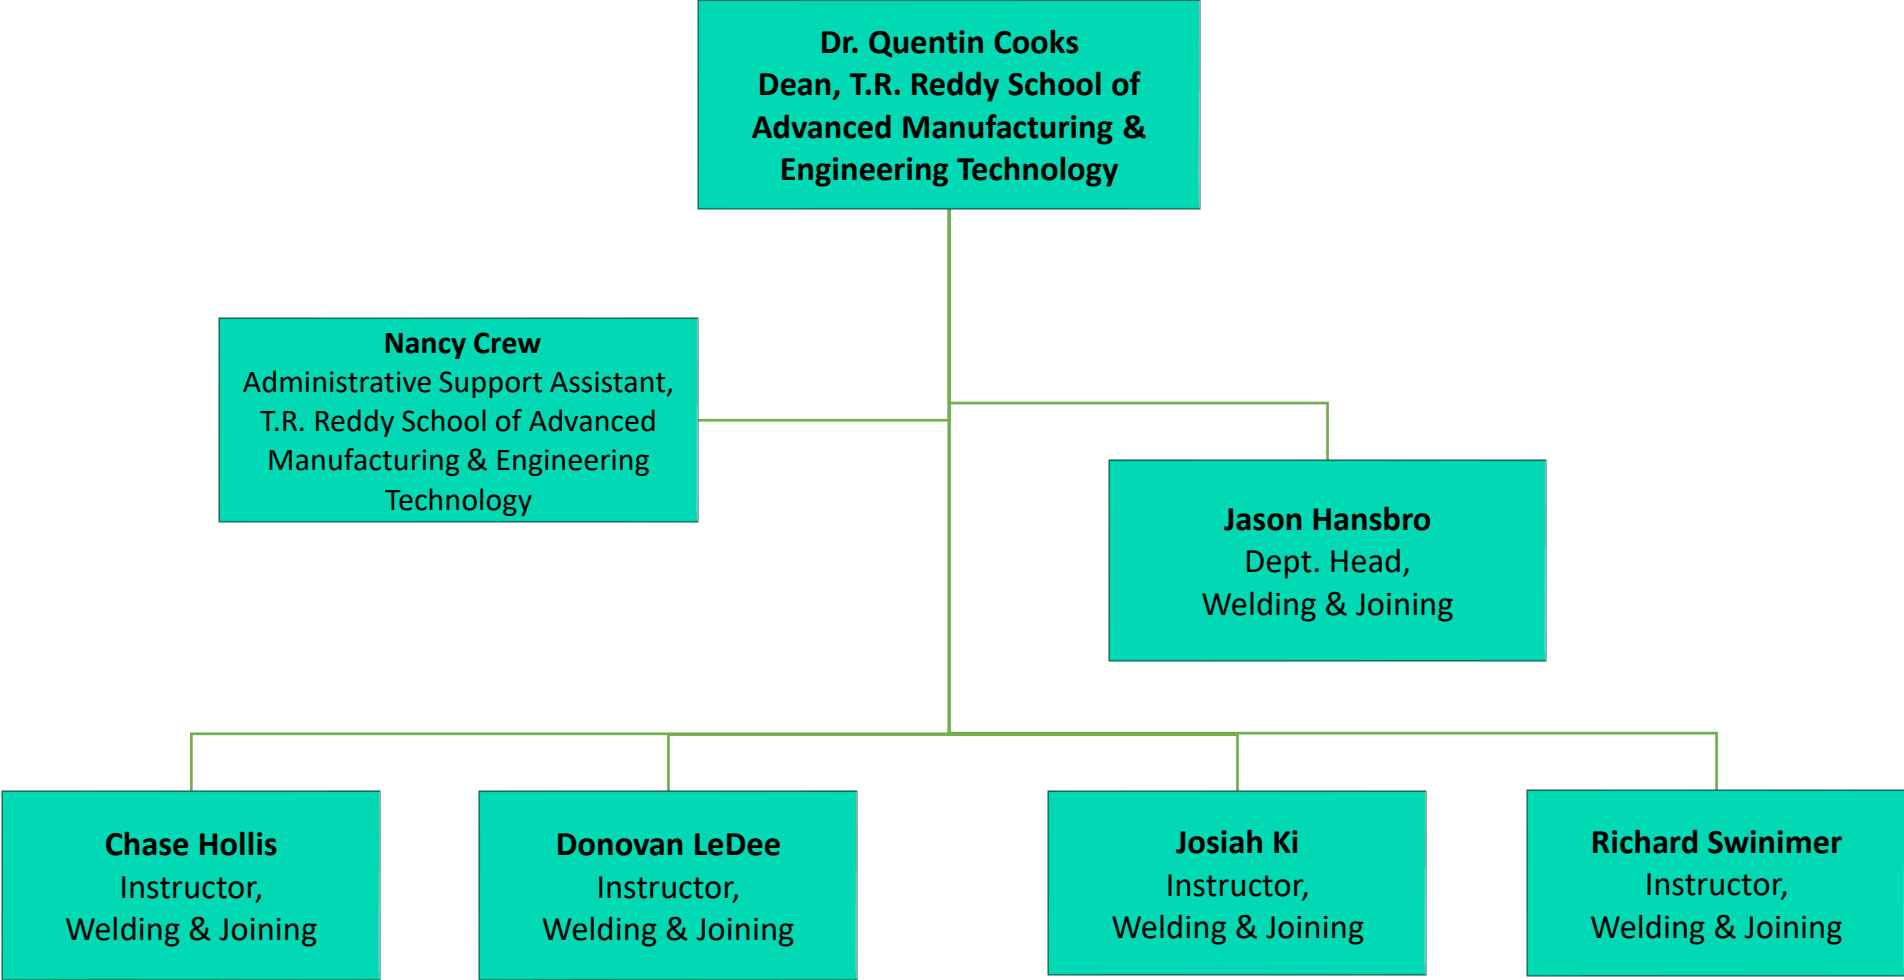 Dr. Quentin Cooks
Dean, T.R. Reddy School of
Advanced Manufacturing &
Engineering Technology
Nancy Crew
Administrative Support Assistant,
T.R. Reddy School of Advanced
Manufacturing & Engineering
Technology
Jason Hansbro
Dept. Head,
Welding & Joining
Chase Hollis
Instructor,
Welding & Joining
Donovan LeDee
Instructor,
Welding & Joining
Josiah Ki
Instructor,
Welding & Joining
Richard Swinimer
Instructor,
Welding & Joining